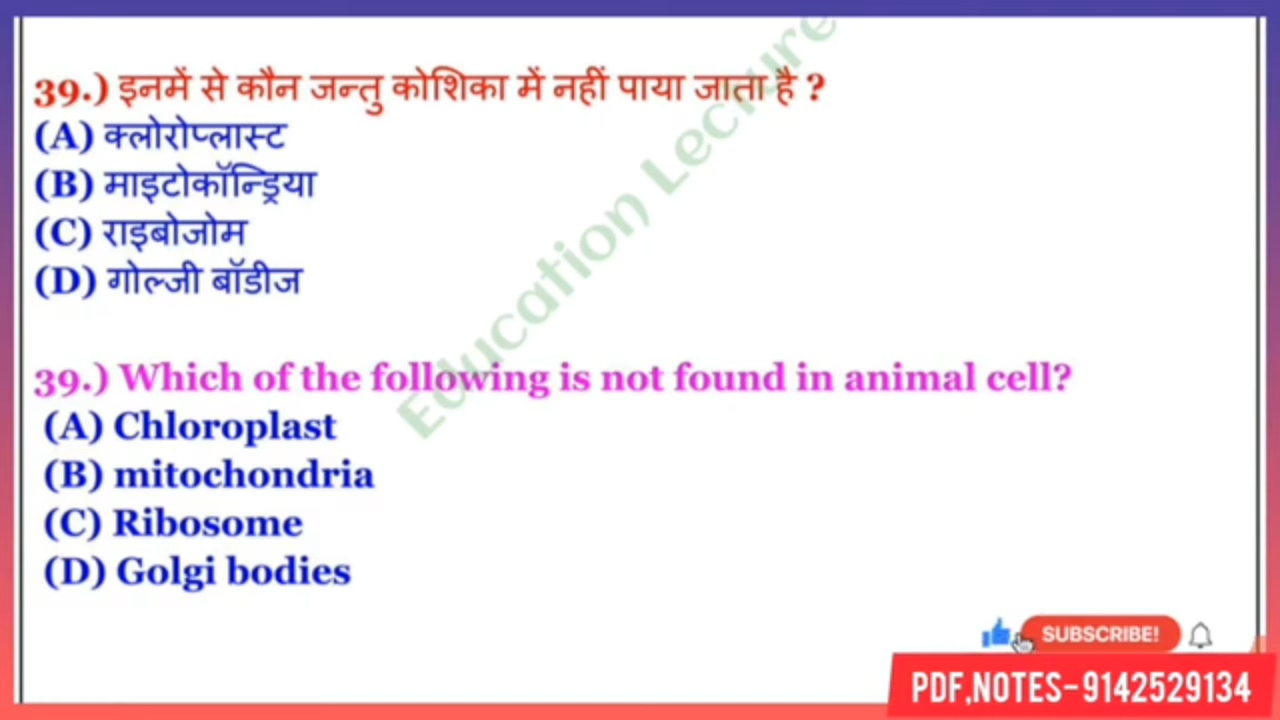 39.) इनमें से कौन जन्तु कोशिका में नहीं पाया जाता है ?
(A) क्लोरोप्लास्ट
(B) माइटोकॉन्ड्रिया
(C) राइबोजोम
(D) गोल्जी बॉडीज
Education Lecture
39.) Which of the following is not found in animal cell?
(A) Chloroplast
(B) mitochondria
(C) Ribosome
(D) Golgi bodies
SUBSCRIBE!
PDF,NOTES-9142529134